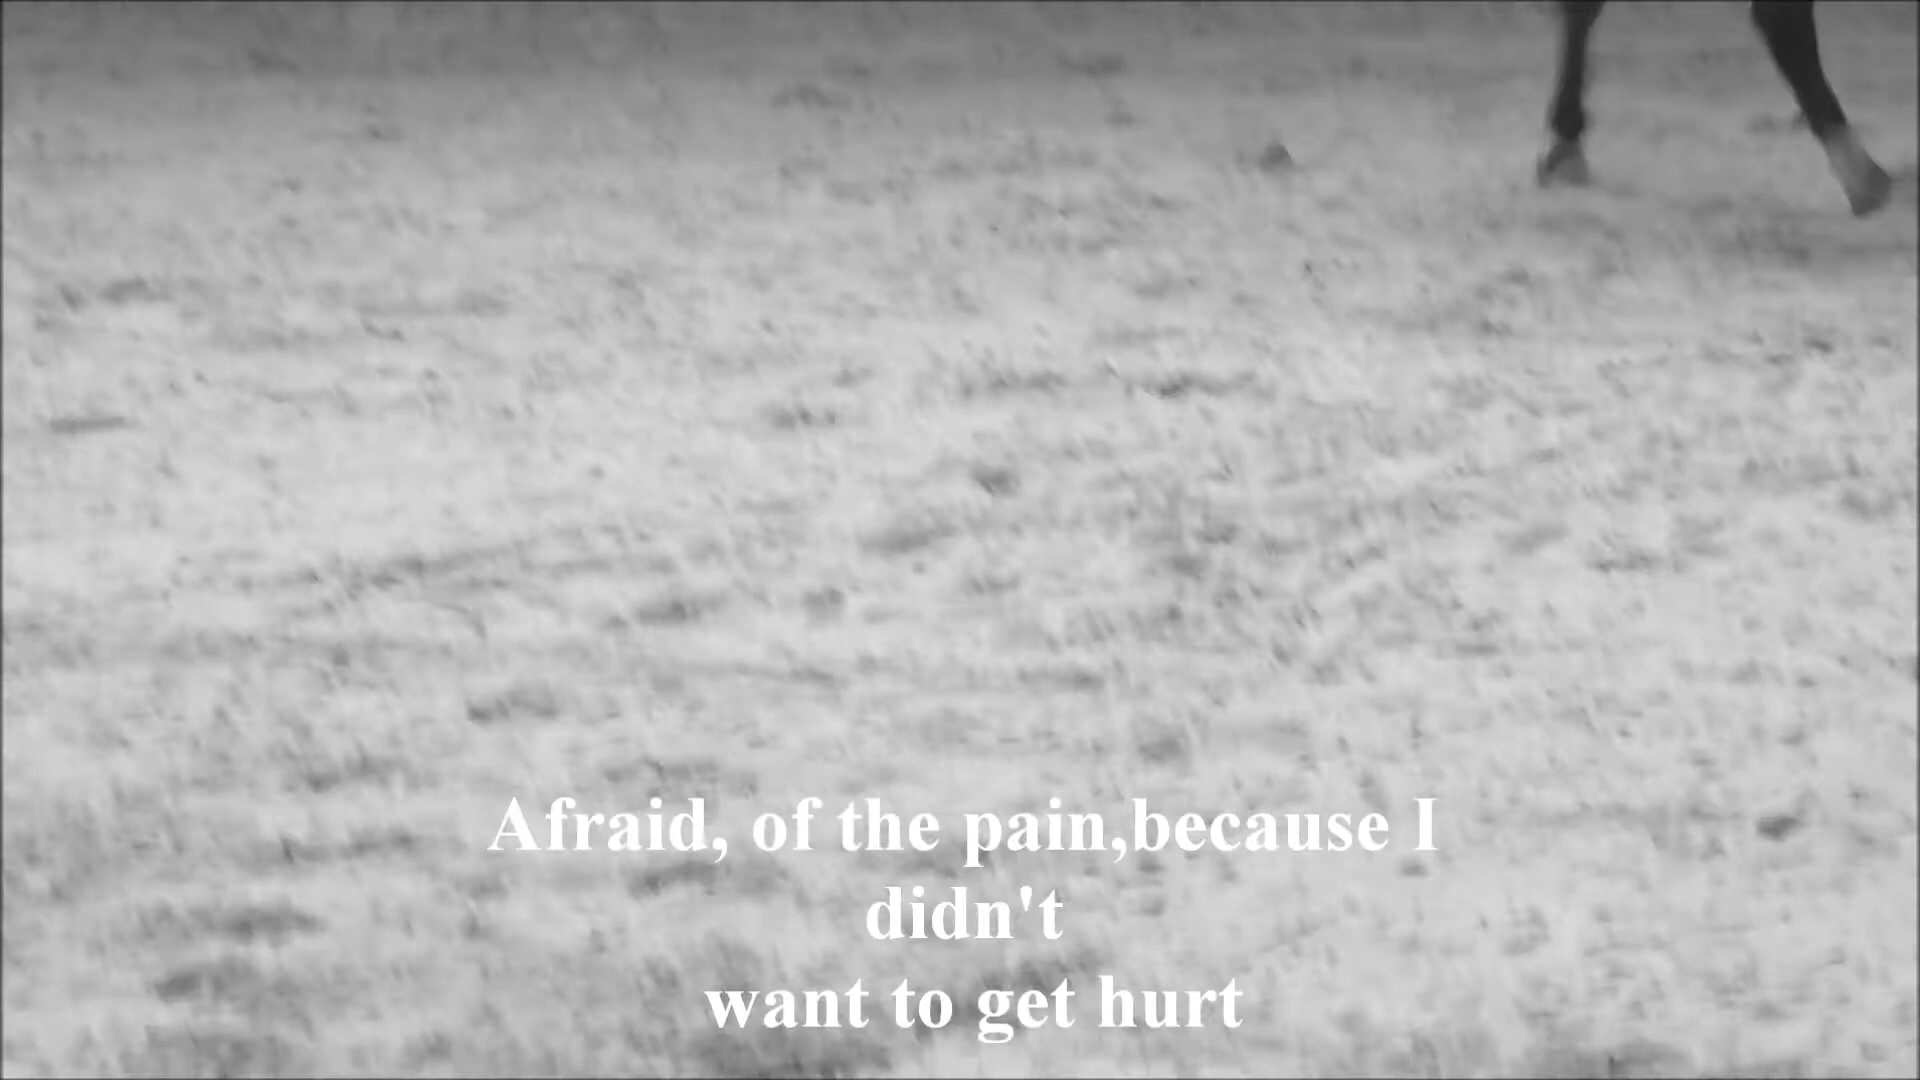 Afraid, of the pain,because I
didn't
want to get hurt